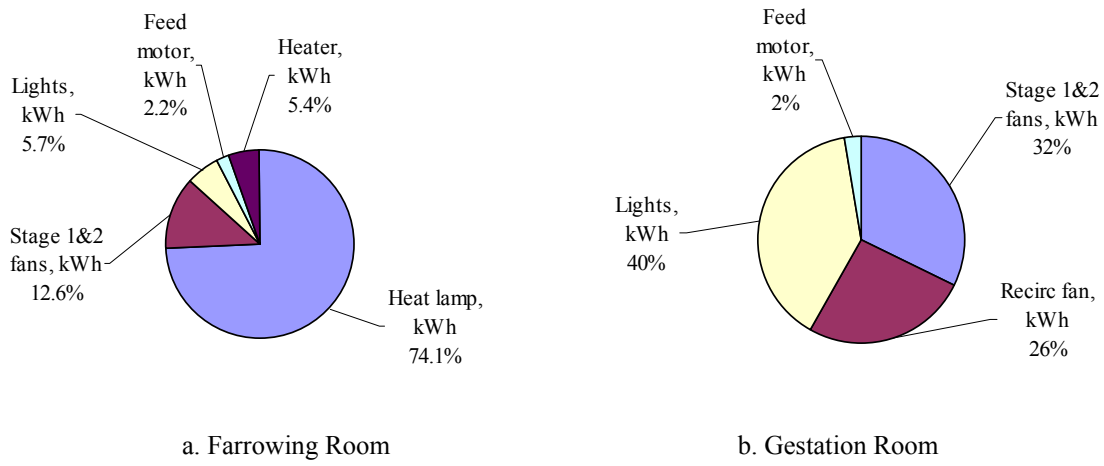 Feed
motor,
kWh
2.2%
Heater,
kWh
5.4%
Lights,
kWh
5.7%
Stage 1&2
fans, kWh
12.6%
Heat lamp,
kWh
74.1%
a. Farrowing Room
Feed
motor, kWh
2%
Stage 1&2
fans, kWh
32%
Lights,
kWh
40%
Recirc fan,
kWh
26%
b. Gestation Room